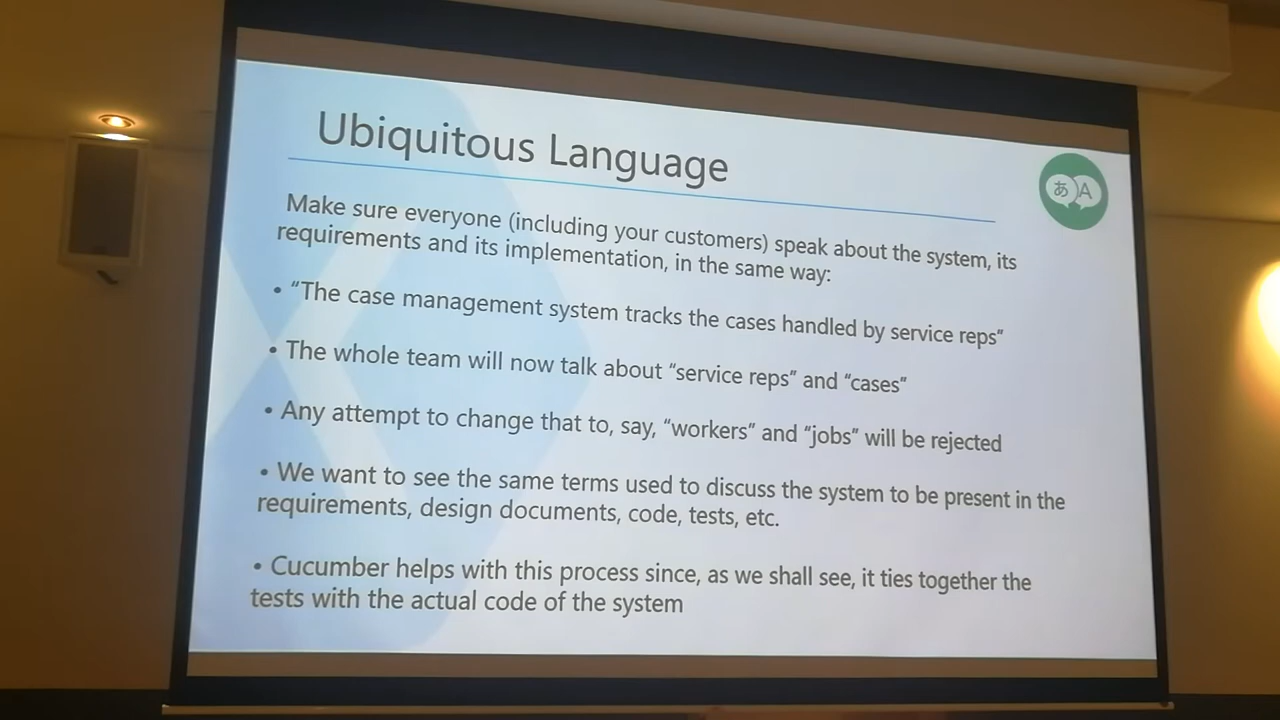 Ubiquitous Language
あ A
Make sure everyone (including your customers) speak about the system, its
requirements and its implementation, in the same way:
• "The case management system tracks the cases handled by service reps"
• The whole team will now talk about "service reps" and "cases"
• Any attempt to change that to, say, "workers" and "jobs" will be rejected
• We want to see the same terms used to discuss the system to be present in the
requirements, design documents, code, tests, etc.
• Cucumber helps with this process since, as we shall see, it ties together the
tests with the actual code of the system